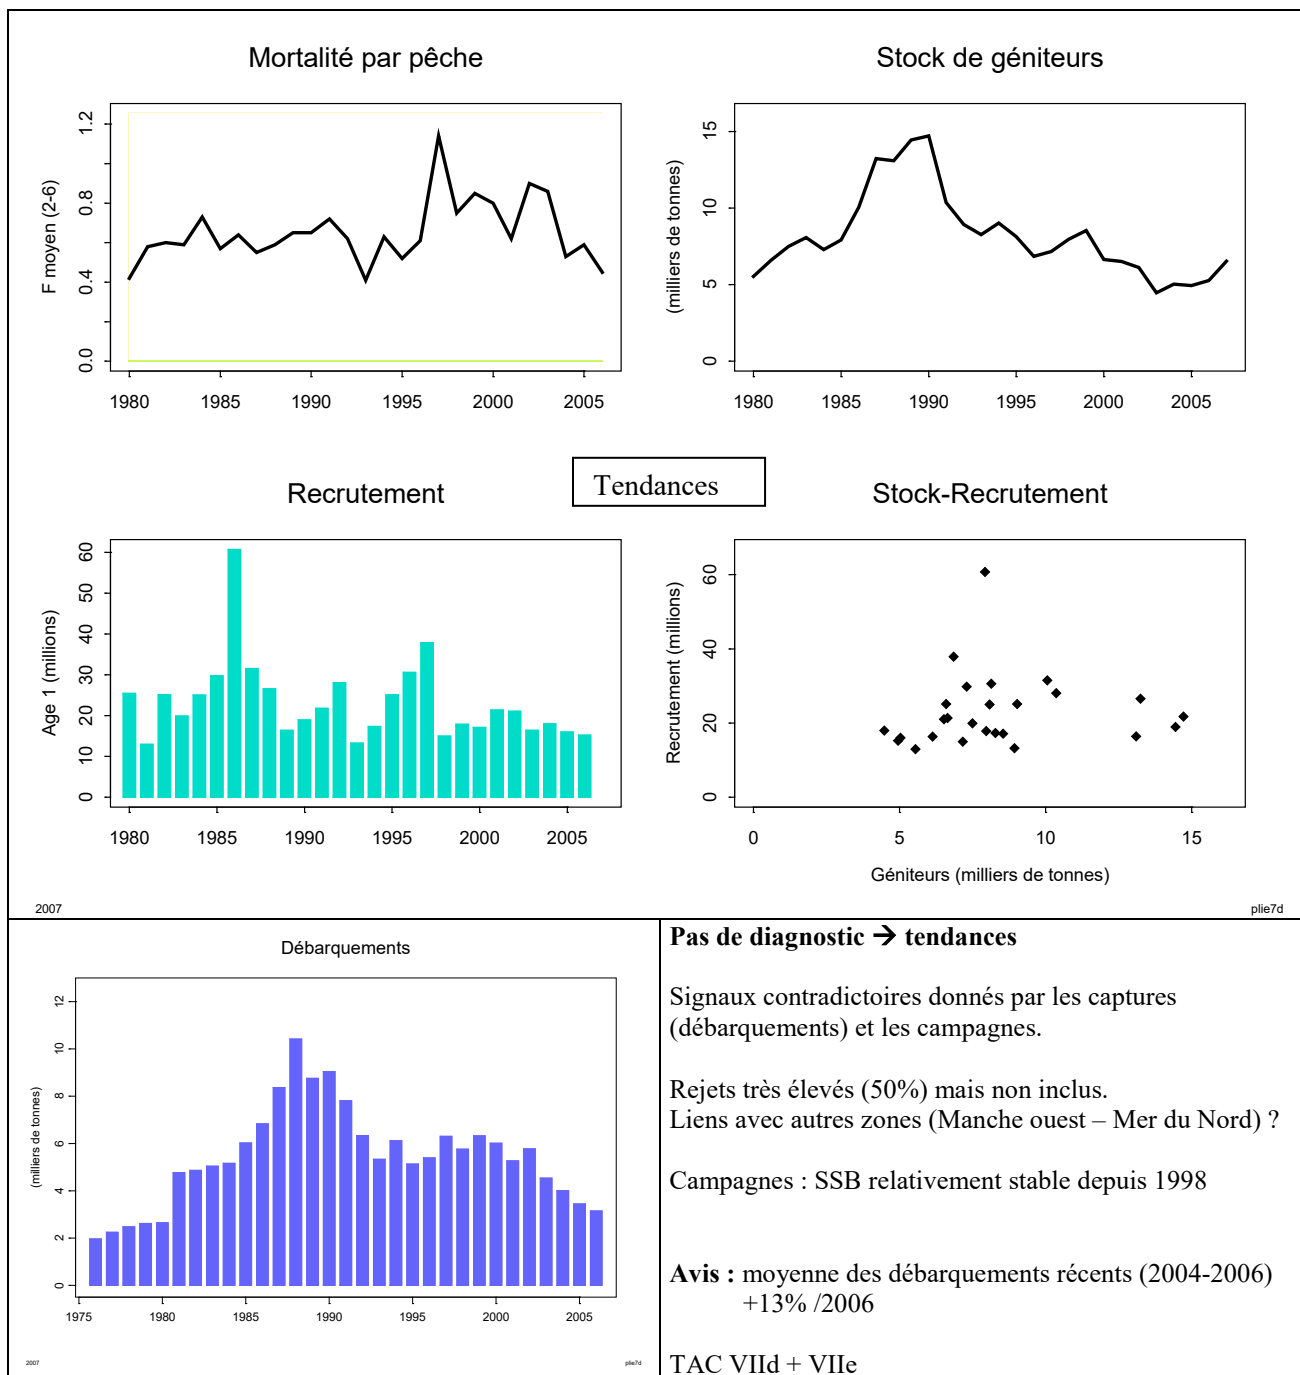 Mortalité par pêche
F moyen (2-6)
0.0 0.4 0.8 1.2
1980 1985 1990 1995 2000 2005
Stock de géniteurs
(milliers de tonnes)
0 5 10 15
1980 1985 1990 1995 2000 2005
Tendances
Recrutement
Age 1 (millions)
0 10 20 30 40 50 60
1980 1985 1990 1995 2000 2005
Stock-Recrutement
Recrutement (millions)
0 20 40 60
0 5 10 15
Géniteurs (milliers de tonnes)
2007
plie7d
Débarquements
(milliers de tonnes)
0 2 4 6 8 10 12
1975 1980 1985 1990 1995 2000 2005
2007
plie7d
Pas de diagnostic → tendances
Signaux contradictoires donnés par les captures
(débarquements) et les campagnes.
Rejets très élevés (50%) mais non inclus.
Liens avec autres zones (Manche ouest – Mer du Nord) ?
Campagnes : SSB relativement stable depuis 1998
Avis : moyenne des débarquements récents (2004-2006)
+13% /2006
TAC VIId + VIIe